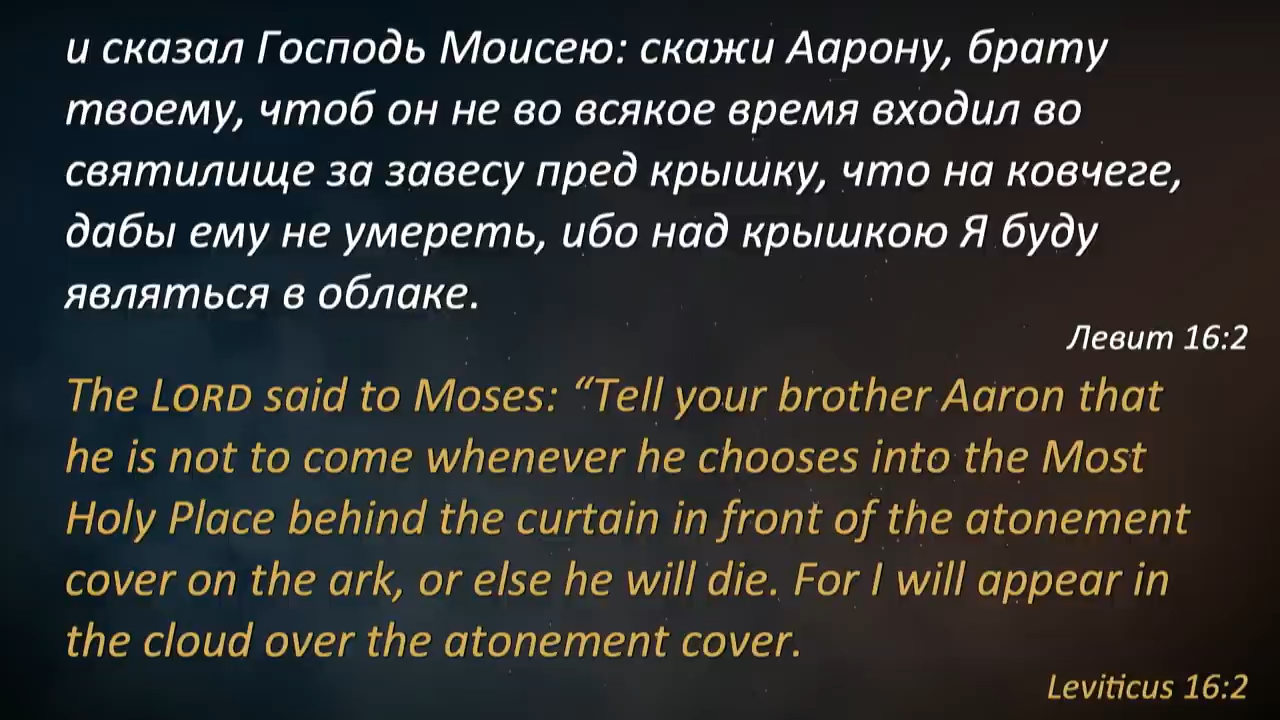 и сказал Господь Моисею: скажи Аарону, брату
твоему, чтоб он не во всякое время входил во
святилище за завесу пред крышку, что на ковчеге,
дабы ему не умереть, ибо над крышкою Я буду
являться в облаке.
Левит 16:2
The LORD said to Moses: “Tell your brother Aaron that
he is not to come whenever he chooses into the Most
Holy Place behind the curtain in front of the atonement
cover on the ark, or else he will die. For I will appear in
the cloud over the atonement cover.
Leviticus 16:2